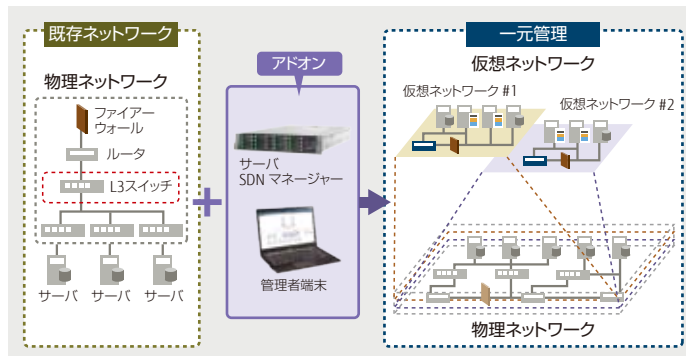 既存ネットワーク
物理ネットワーク
ファイアー
ウォール
ルータ
L3スイッチ
サーバ サーバ サーバ
アドオン
サーバ
SDN マネージャー
管理者端末
一元管理
仮想ネットワーク
仮想ネットワーク #1
仮想ネットワーク #2
物理ネットワーク